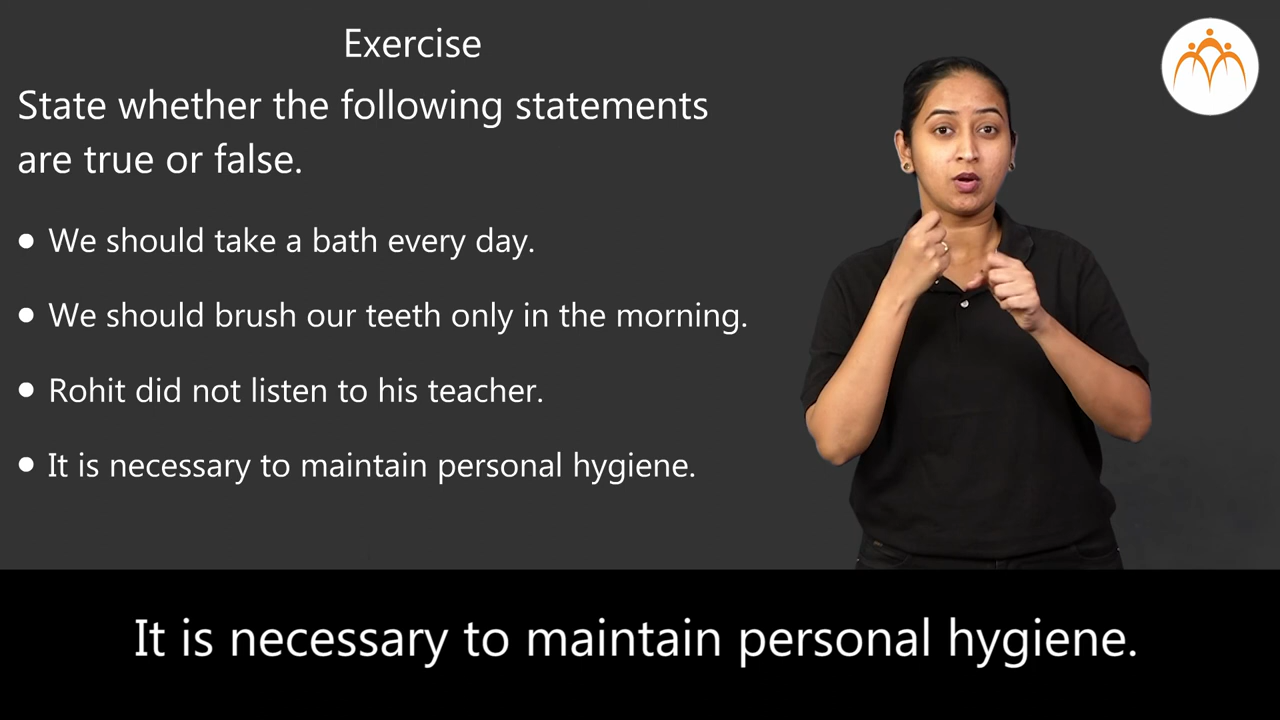 Exercise
State whether the following statements
are true or false.
• We should take a bath every day.
• We should brush our teeth only in the morning.
• Rohit did not listen to his teacher.
• It is necessary to maintain personal hygiene.
It is necessary to maintain personal hygiene.